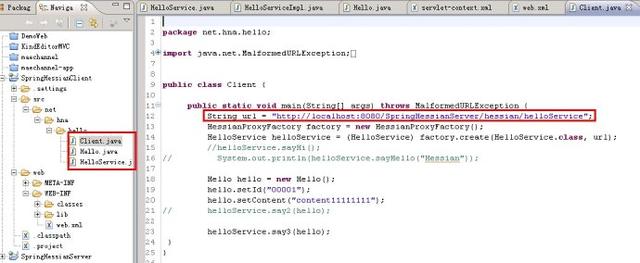 Packag
Naviga
DemoWeb
KindEditorMVC
maschannel
maschannel-app
SpringHessianClient
.settings
src
net
hna
hello
Client.java
Hello.java
HelloService.j
web
META-INF
WEB-INF
classes
lib
web.xml
.classpath
.project
SpringHessianServer
HelloService.java
HelloServiceImpl.java
Hello.java
servlet-context.xml
web.xml
Client.java
1
2 package net.hna.hello;
3
4 import java.net.MalformedURLException;
8
9 public class Client {
10
11 public static void main(String[] args) throws MalformedURLException {
12 String url = "http://localhost:8080/SpringHessianServer/hessian/helloService";
13 HessianProxyFactory factory = new HessianProxyFactory();
14 HelloService helloService = (HelloService) factory.create(HelloService.class, url);
15 //helloService.sayHi();
16 // System.out.println(helloService.sayHello("Hessian"));
17
18 Hello hello = new Hello();
19 hello.setId("00001");
20 hello.setContent("content11111111");
21 // helloService.say2(hello);
22
23 helloService.say3(hello);
24 }
25 }